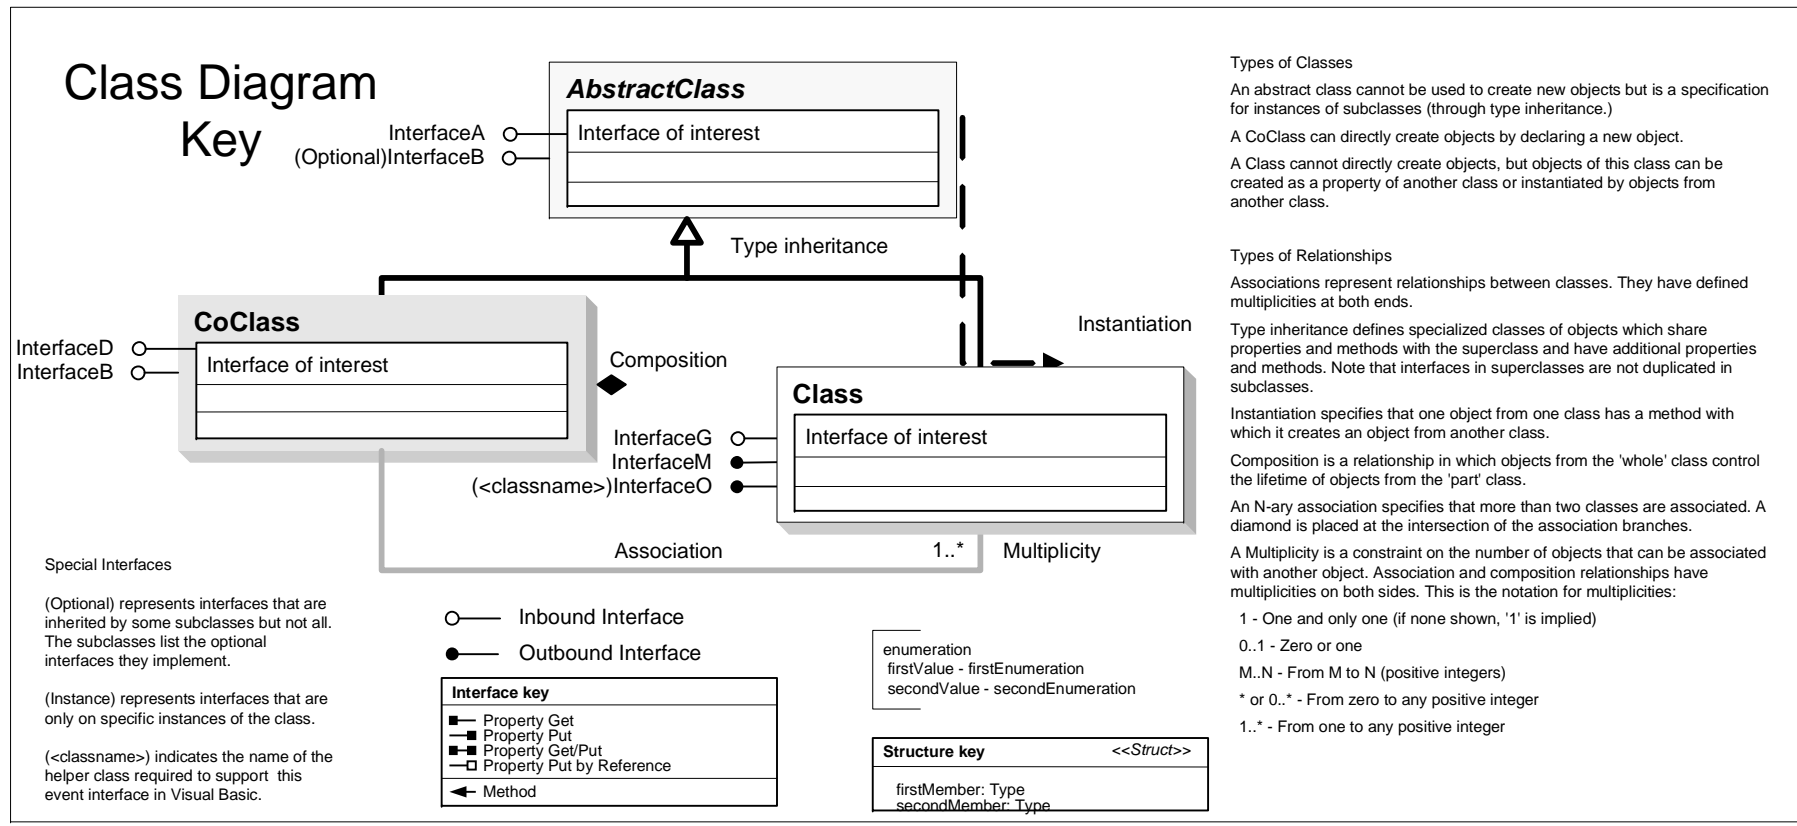 Class Diagram
Key
AbstractClass
Interface of interest
InterfaceA
(Optional)InterfaceB
Type inheritance
CoClass
Interface of interest
InterfaceD
InterfaceB
Composition
Instantiation
Class
Interface of interest
InterfaceG
InterfaceM
(<classname>)InterfaceO
Association
1..*
Multiplicity
Special Interfaces
(Optional) represents interfaces that are
inherited by some subclasses but not all.
The subclasses list the optional
interfaces they implement.
(Instance) represents interfaces that are
only on specific instances of the class.
(<classname>) indicates the name of the
helper class required to support this
event interface in Visual Basic.
Inbound Interface
Outbound Interface
Interface key
Property Get
Property Put
Property Get/Put
Property Put by Reference
Method
enumeration
firstValue - firstEnumeration
secondValue - secondEnumeration
Structure key <<Struct>>
firstMember: Type
secondMember: Type
Types of Classes
An abstract class cannot be used to create new objects but is a specification
for instances of subclasses (through type inheritance.)
A CoClass can directly create objects by declaring a new object.
A Class cannot directly create objects, but objects of this class can be
created as a property of another class or instantiated by objects from
another class.
Types of Relationships
Associations represent relationships between classes. They have defined
multiplicities at both ends.
Type inheritance defines specialized classes of objects which share
properties and methods with the superclass and have additional properties
and methods. Note that interfaces in superclasses are not duplicated in
subclasses.
Instantiation specifies that one object from one class has a method with
which it creates an object from another class.
Composition is a relationship in which objects from the 'whole' class control
the lifetime of objects from the 'part' class.
An N-ary association specifies that more than two classes are associated. A
diamond is placed at the intersection of the association branches.
A Multiplicity is a constraint on the number of objects that can be associated
with another object. Association and composition relationships have
multiplicities on both sides. This is the notation for multiplicities:
1 - One and only one (if none shown, '1' is implied)
0..1 - Zero or one
M..N - From M to N (positive integers)
* or 0..* - From zero to any positive integer
1..* - From one to any positive integer